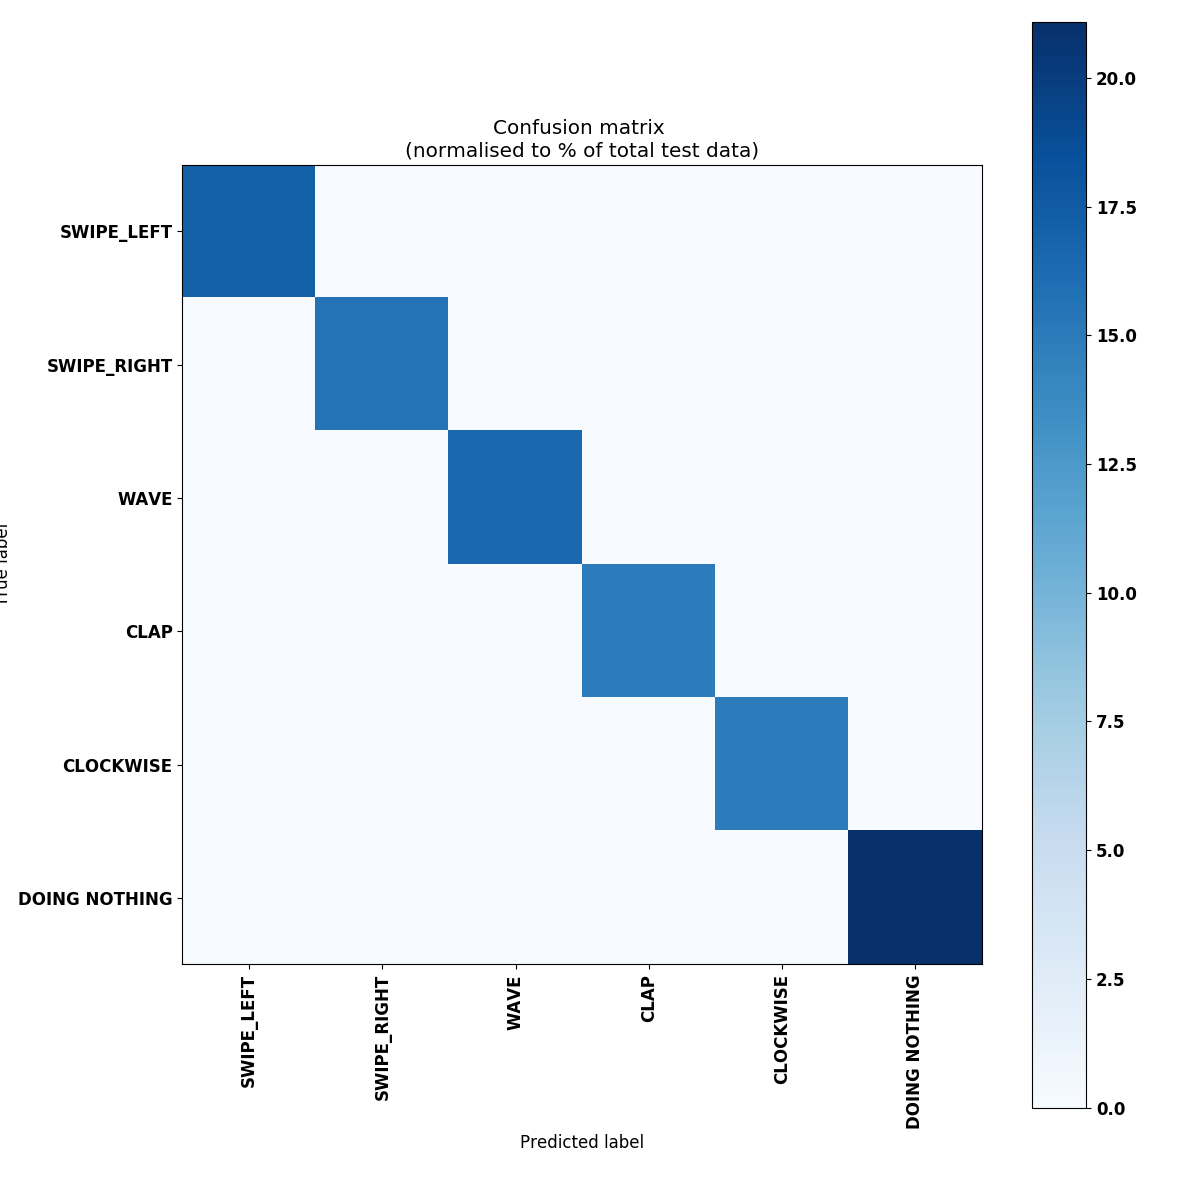 Confusion matrix
(normalised to % of total test data)
SWIPE_LEFT
SWIPE_RIGHT
WAVE
CLAP
CLOCKWISE
DOING NOTHING
True label
SWIPE_LEFT
SWIPE_RIGHT
WAVE
CLAP
CLOCKWISE
DOING NOTHING
Predicted label
20.0
17.5
15.0
12.5
10.0
7.5
5.0
2.5
0.0